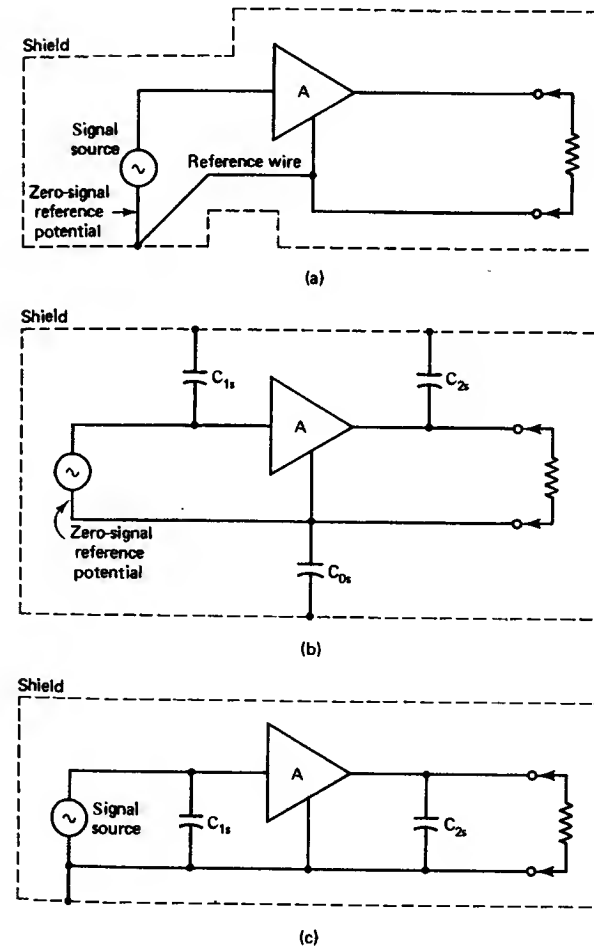 Shield
A
Signal
source
Reference wire
Zero-signal
reference
potential
(a)
Shield
C1s
C2s
A
Zero-signal
reference
potential
C0s
(b)
Shield
A
Signal
source
C1s
C2s
(c)